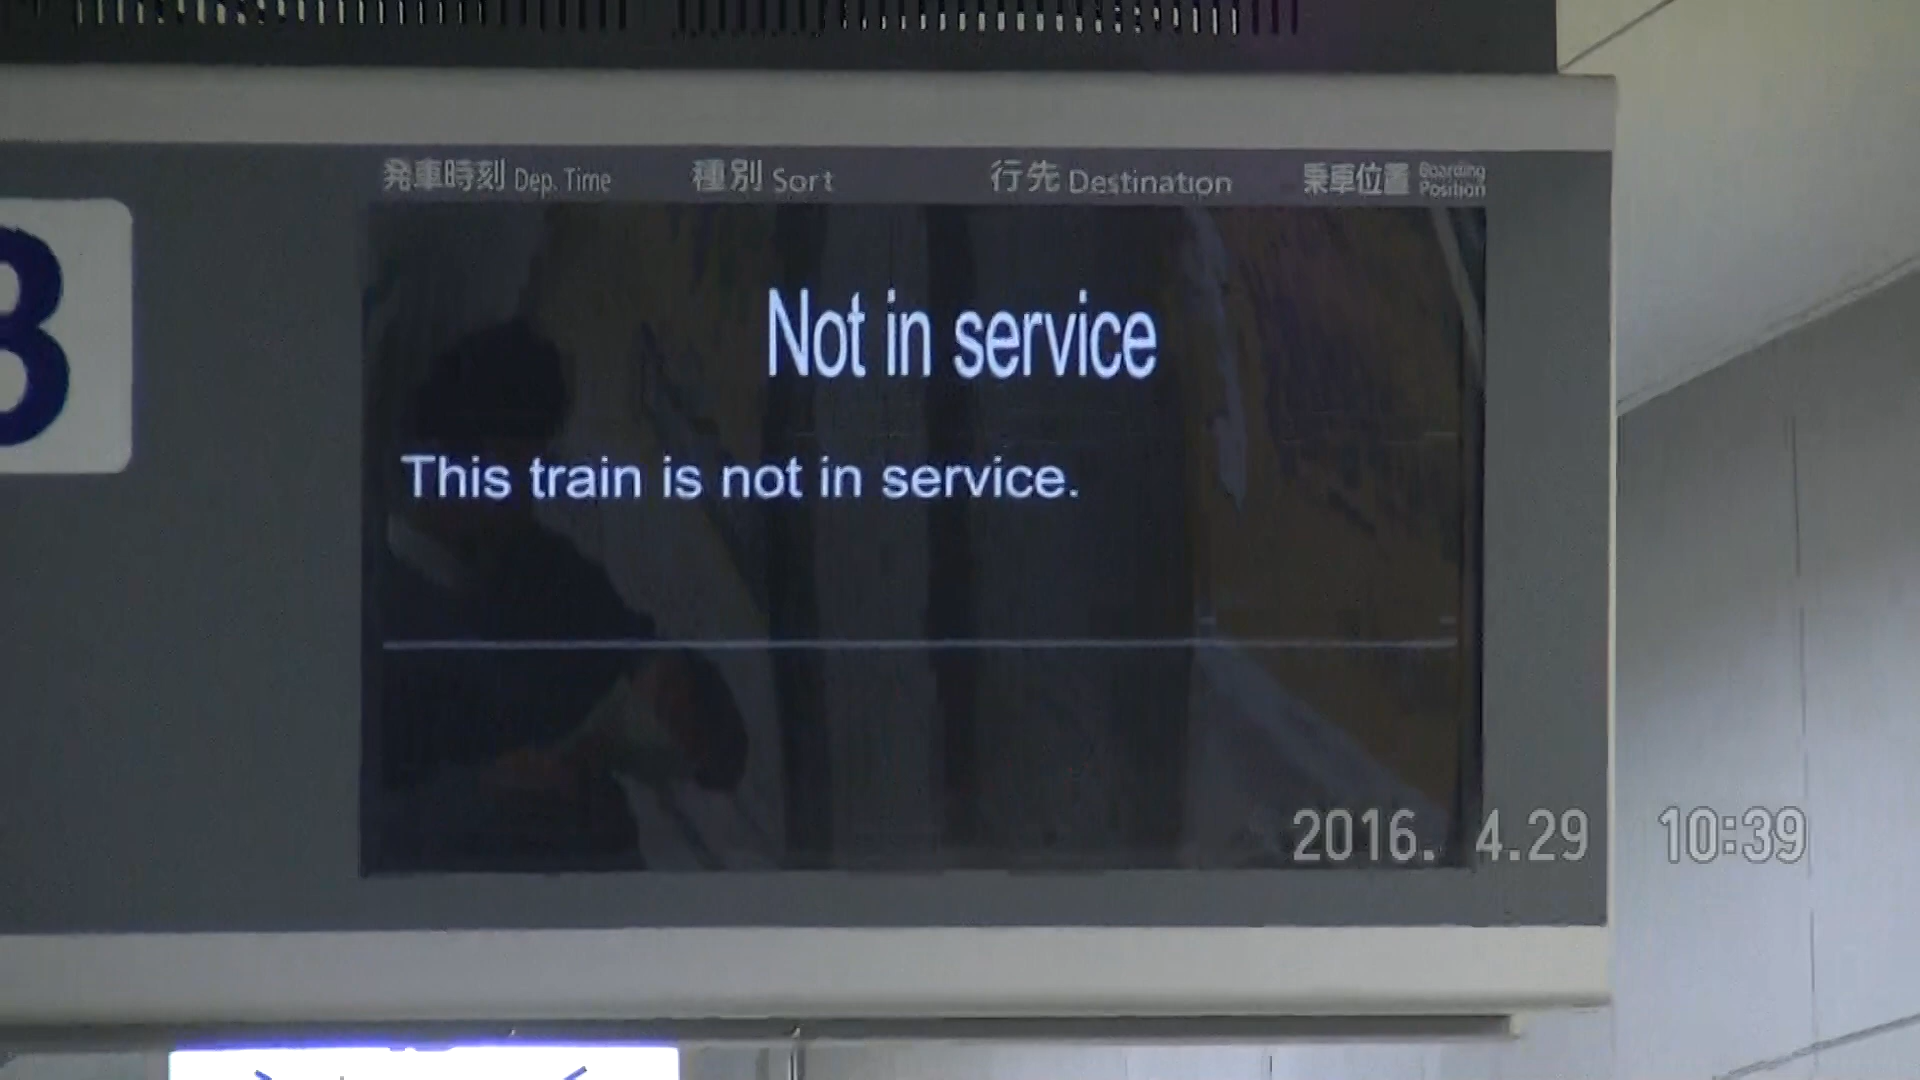 発車時刻 Dep. Time 種別 Sort 行先 Destination 乗車位置 Boarding Position
3
Not in service
This train is not in service.
2016. 4.29 10:39